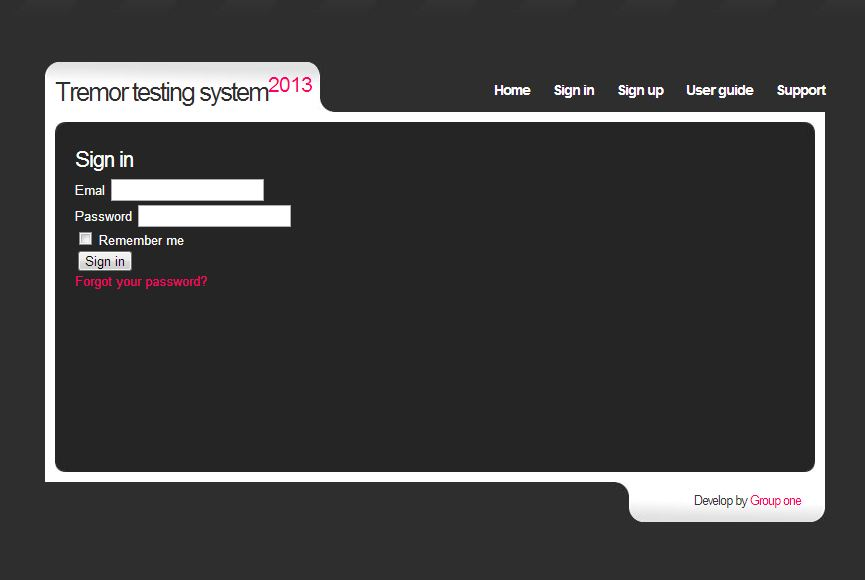 Tremor testing system2013
Home Sign in Sign up User guide Support
Sign in
Emal
Password
Remember me
Sign in
Forgot your password?
Develop by Group one